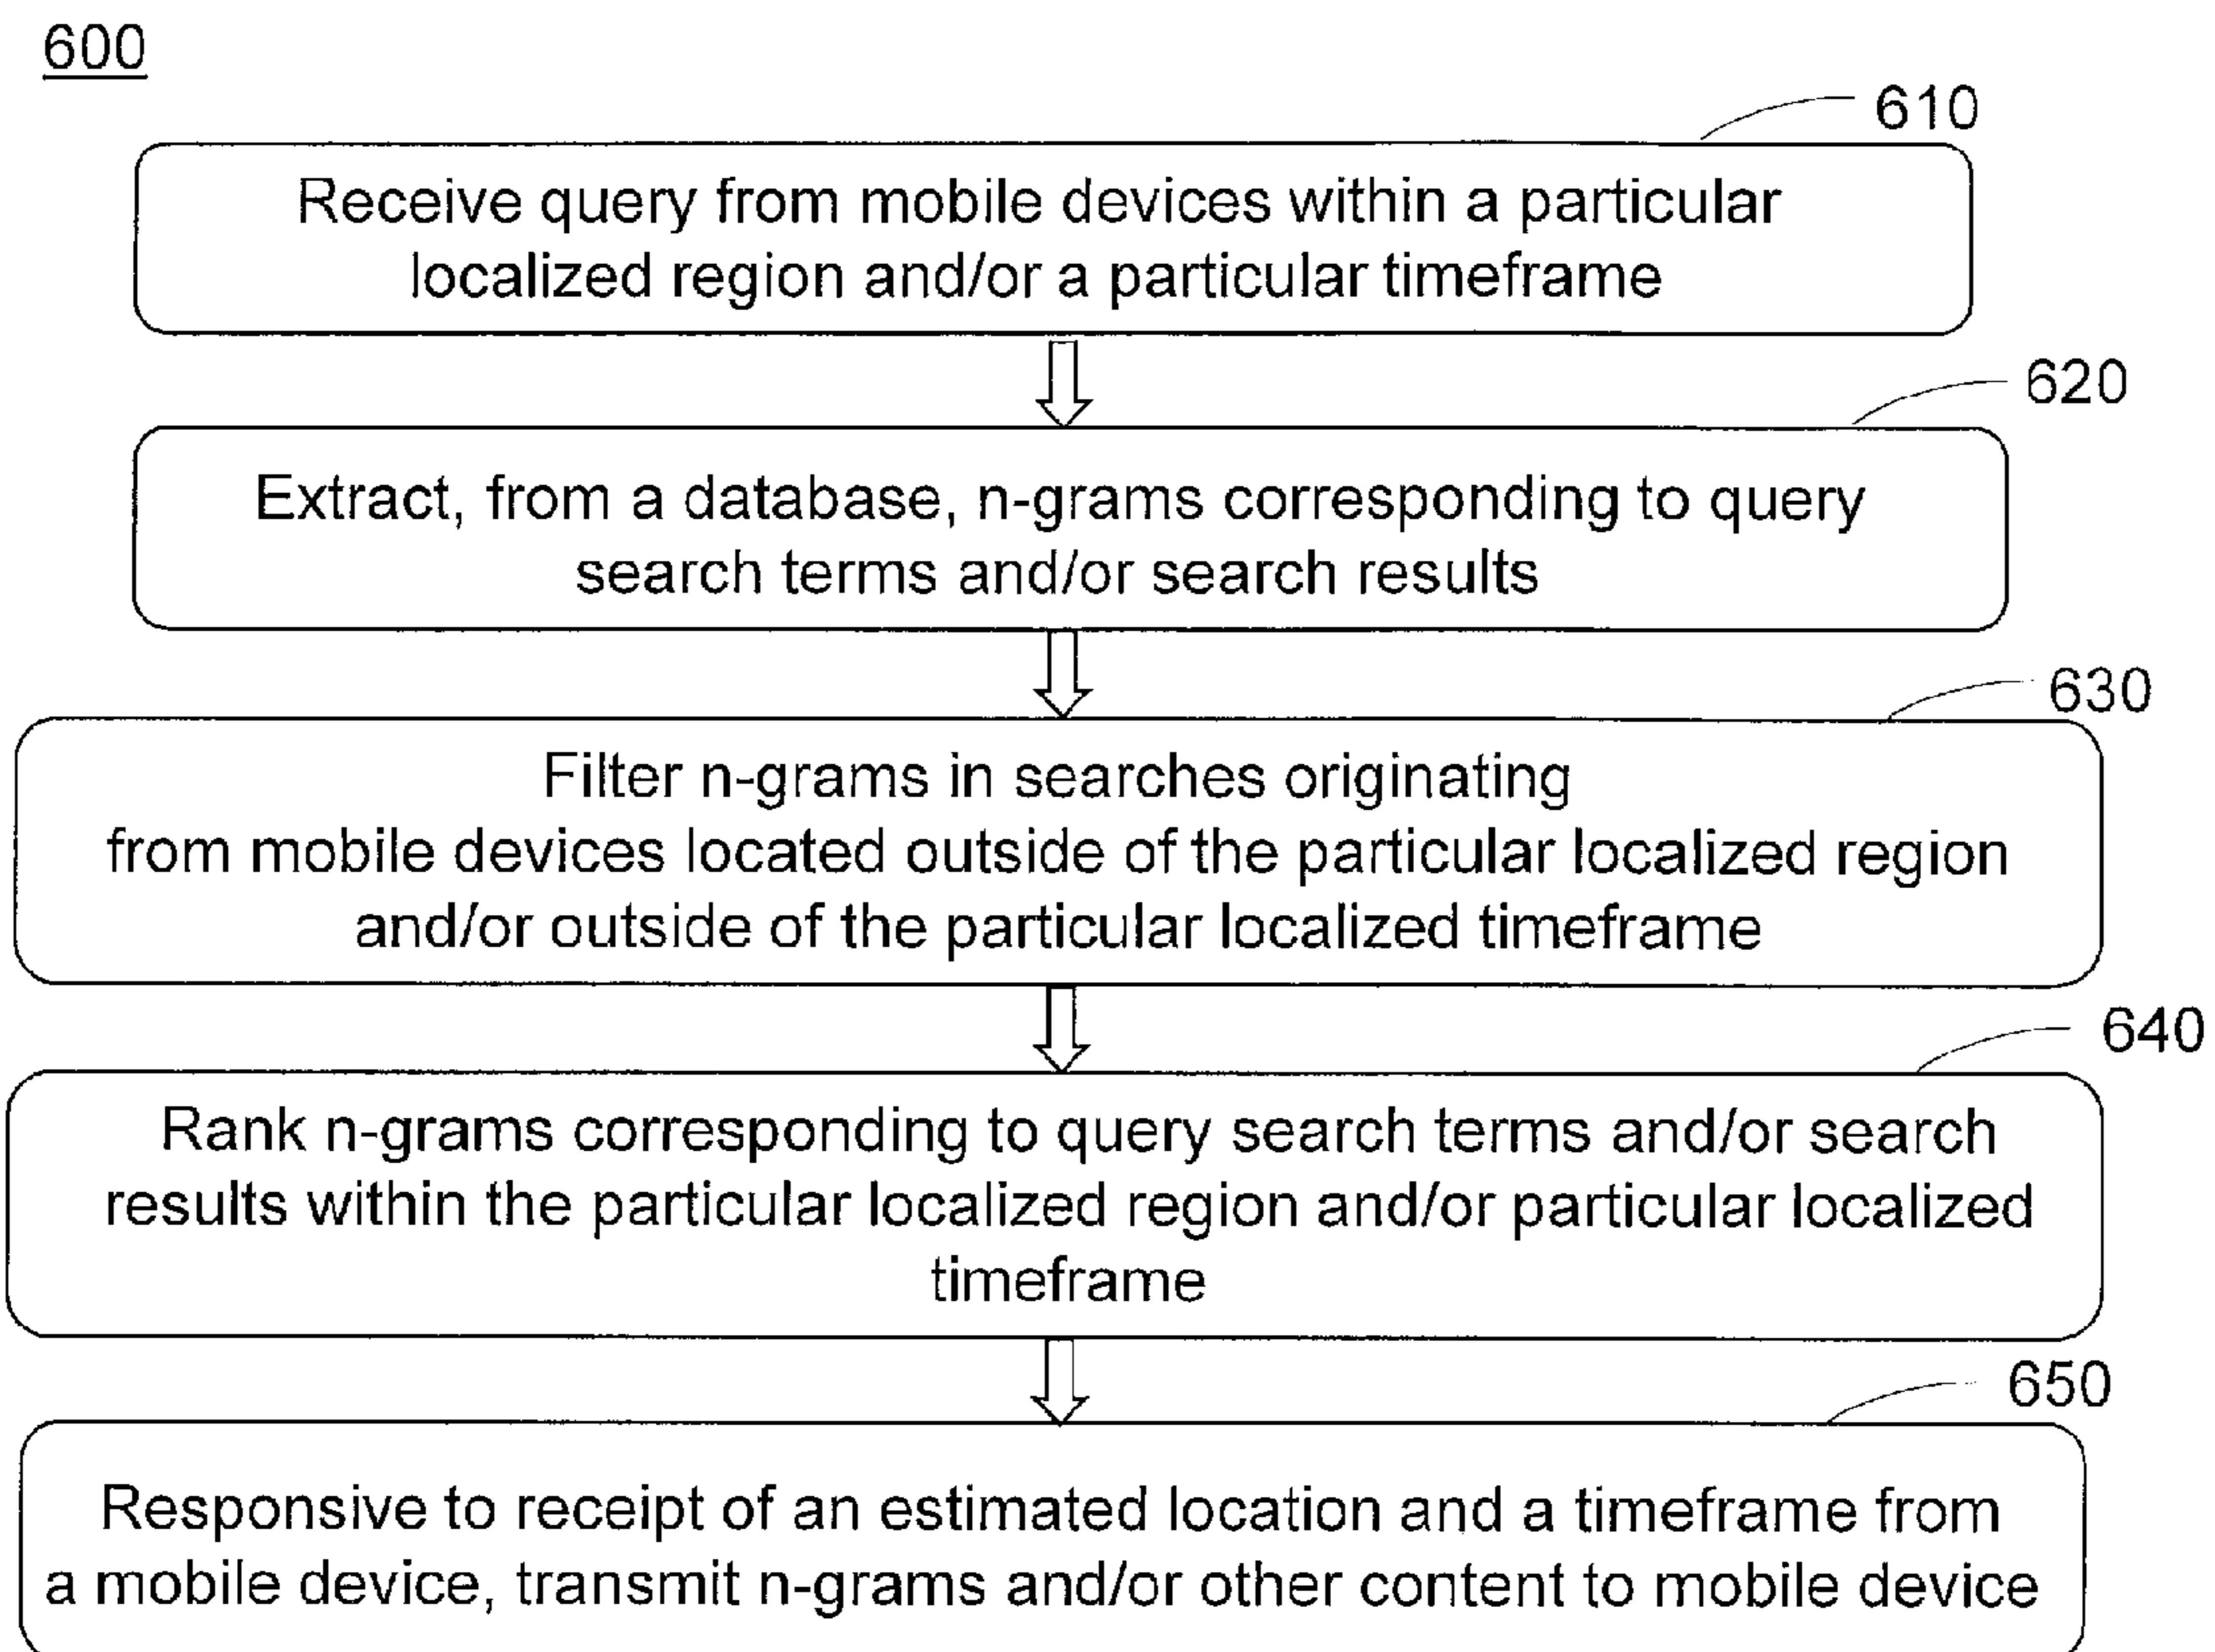 600
610
Receive query from mobile devices within a particular
localized region and/or a particular timeframe
620
Extract, from a database, n-grams corresponding to query
search terms and/or search results
630
Filter n-grams in searches originating
from mobile devices located outside of the particular localized region
and/or outside of the particular localized timeframe
640
Rank n-grams corresponding to query search terms and/or search
results within the particular localized region and/or particular localized
timeframe
650
Responsive to receipt of an estimated location and a timeframe from
a mobile device, transmit n-grams and/or other content to mobile device